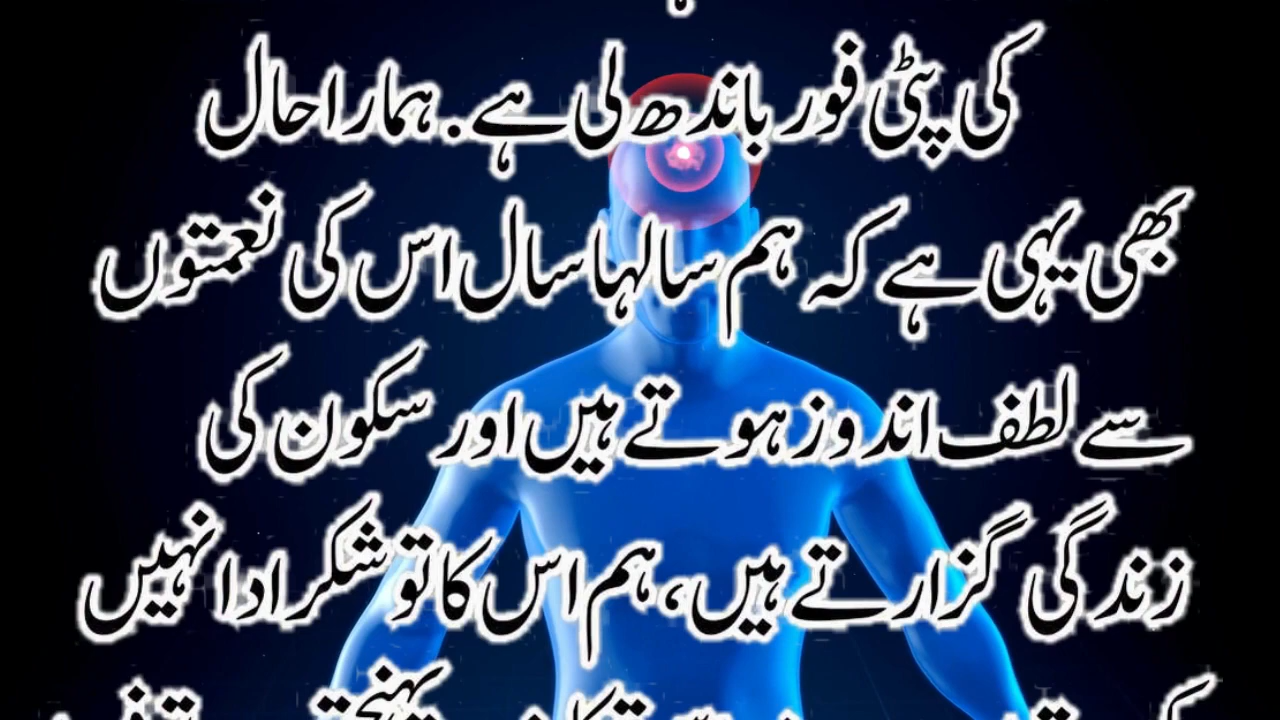 کی پٹی فور باندھ لی ہے. ہمارا حال
بھی یہی ہے کہ ہم سالہا سال اس کی نعمتوں
سے لطف اندوز ہوتے ہیں اور سکون کی
زندگی گزارتے ہیں، ہم اس کا تو شکر ادا نہیں